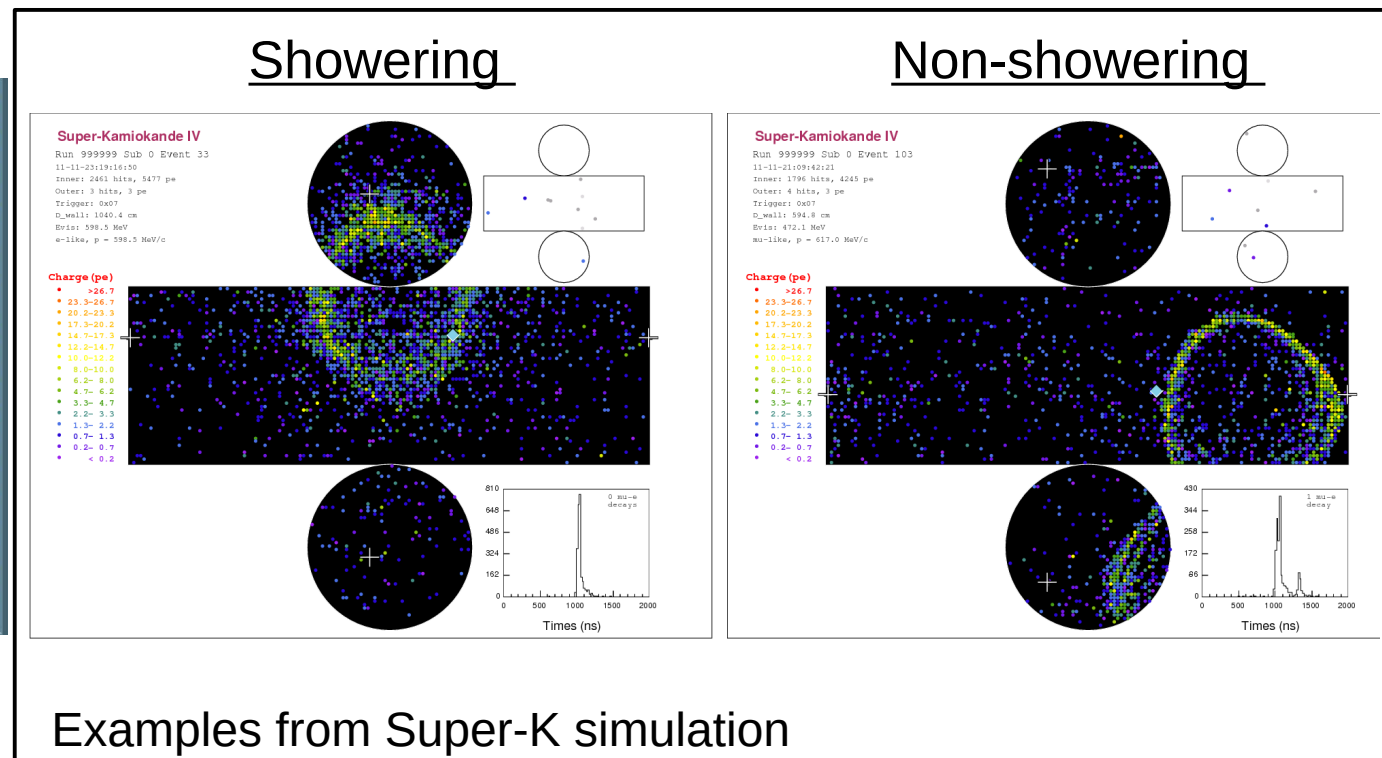 Showering
Non-showering
Super-Kamiokande IV
Run 999999 Sub 0 Event 33
11-11-23:19:16:50
Inner: 2461 hits, 5477 pe
Outer: 3 hits, 3 pe
Trigger: 0x07
D_wall: 1040.4 cm
Evis: 598.5 MeV
e-like, p = 598.5 MeV/c
Charge(pe)
>26.7
23.3-26.7
20.2-23.3
17.3-20.2
14.7-17.3
12.2-14.7
10.0-12.2
8.0-10.0
6.2- 8.0
4.7- 6.2
3.3- 4.7
2.2- 3.3
1.3- 2.2
0.7- 1.3
0.2- 0.7
< 0.2
0 mu-e
decays
810
648
486
324
162
0
0 500 1000 1500 2000
Times (ns)
Super-Kamiokande IV
Run 999999 Sub 0 Event 103
11-11-21:09:42:21
Inner: 1796 hits, 4245 pe
Outer: 4 hits, 3 pe
Trigger: 0x07
D_wall: 594.8 cm
Evis: 472.1 MeV
mu-like, p = 617.0 MeV/c
Charge(pe)
>26.7
23.3-26.7
20.2-23.3
17.3-20.2
14.7-17.3
12.2-14.7
10.0-12.2
8.0-10.0
6.2- 8.0
4.7- 6.2
3.3- 4.7
2.2- 3.3
1.3- 2.2
0.7- 1.3
0.2- 0.7
< 0.2
1 mu-e
decay
430
344
258
172
86
0
0 500 1000 1500 2000
Times (ns)
Examples from Super-K simulation